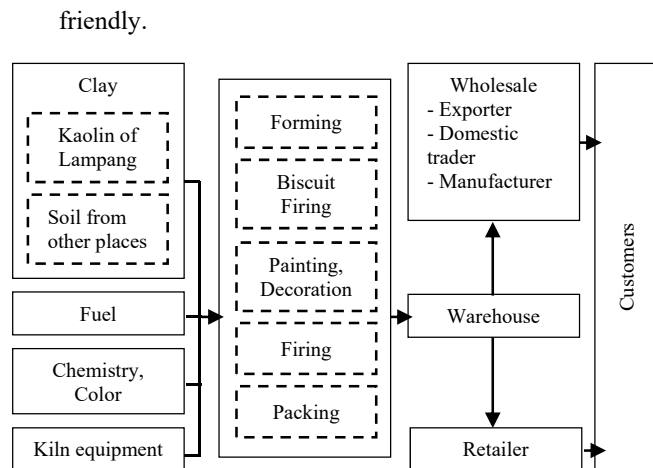 friendly.
Clay
Kaolin of
Lampang
Soil from
other places
Fuel
Chemistry,
Color
Kiln equipment
Forming
Biscuit
Firing
Painting,
Decoration
Firing
Packing
Wholesale
- Exporter
- Domestic
trader
- Manufacturer
Warehouse
Retailer
Customers